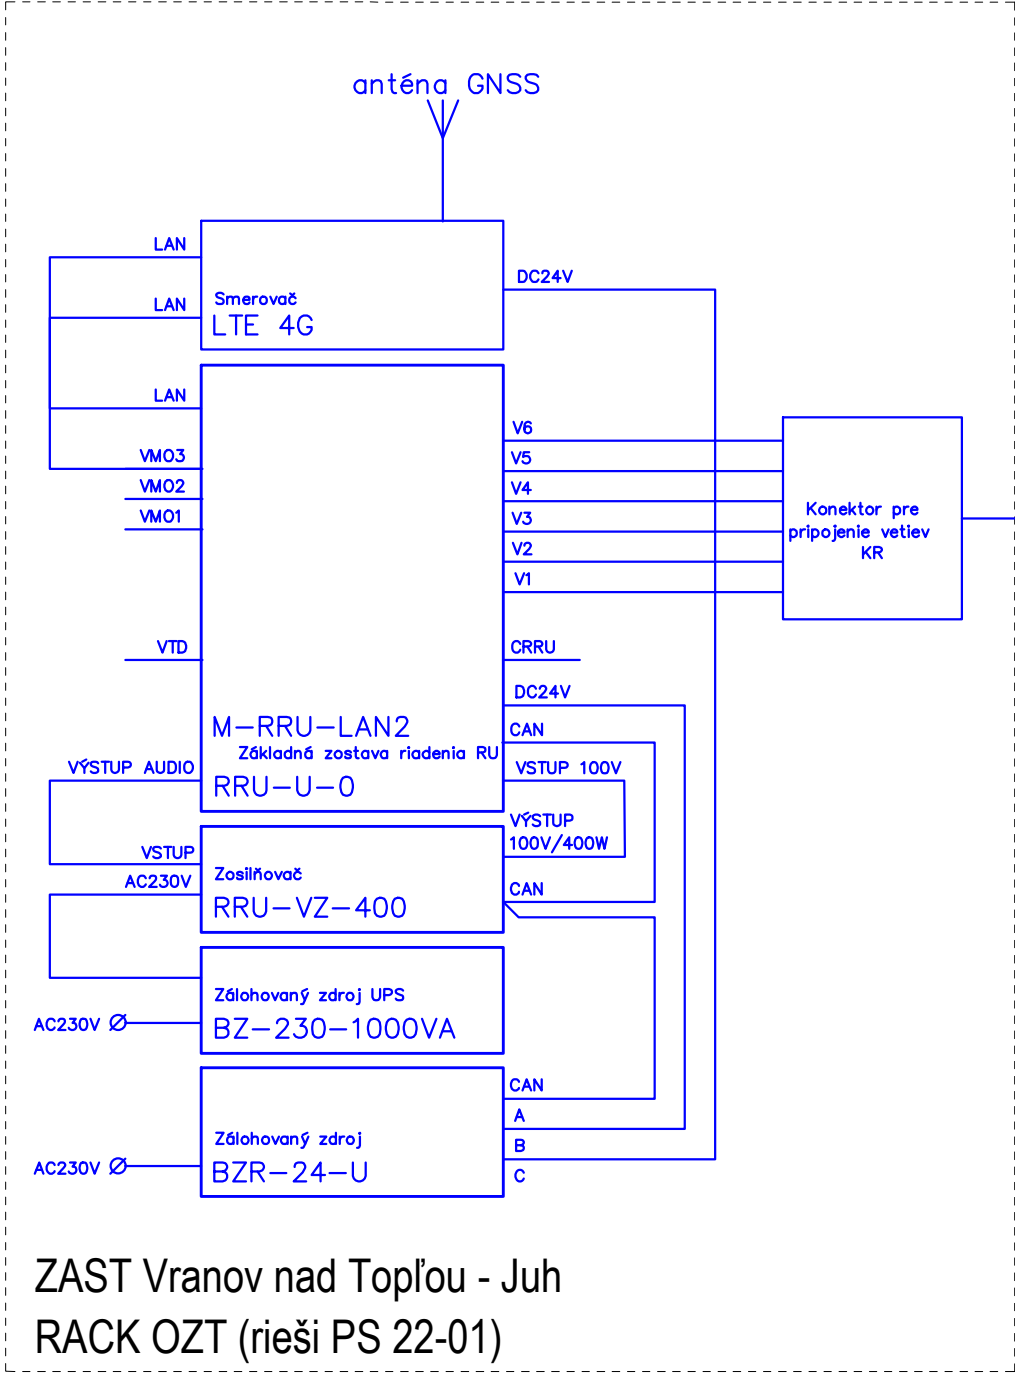 anténa GNSS
LAN
DC24V
Smerovač
LAN
LTE 4G
LAN
V6
VMO3
V5
VMO2
V4
VMO1
V3
Konektor pre
pripojenie vetiev
KR
V2
V1
VTD
CRRU
DC24V
M-RRU-LAN2
CAN
Základná zostava riadenia RU
VÝSTUP AUDIO
VSTUP 100V
RRU-U-0
VÝSTUP
100V/400W
VSTUP
Zosilňovač
AC230V
CAN
RRU-VZ-400
Zálohovaný zdroj UPS
AC230V
BZ-230-1000VA
CAN
A
Zálohovaný zdroj
B
AC230V
BZR-24-U
C
ZAST Vranov nad Topľou - Juh
RACK OZT (rieši PS 22-01)